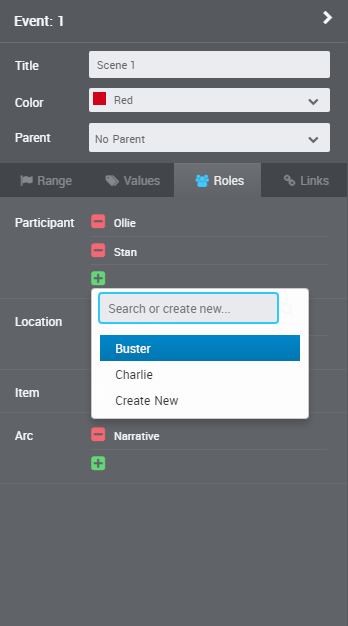 Event: 1
Title Scene 1
Color Red
Parent No Parent
Range Values Roles Links
Participant Ollie
Stan
Search or create new...
Location
Buster
Charlie
Item Create New
Arc Narrative